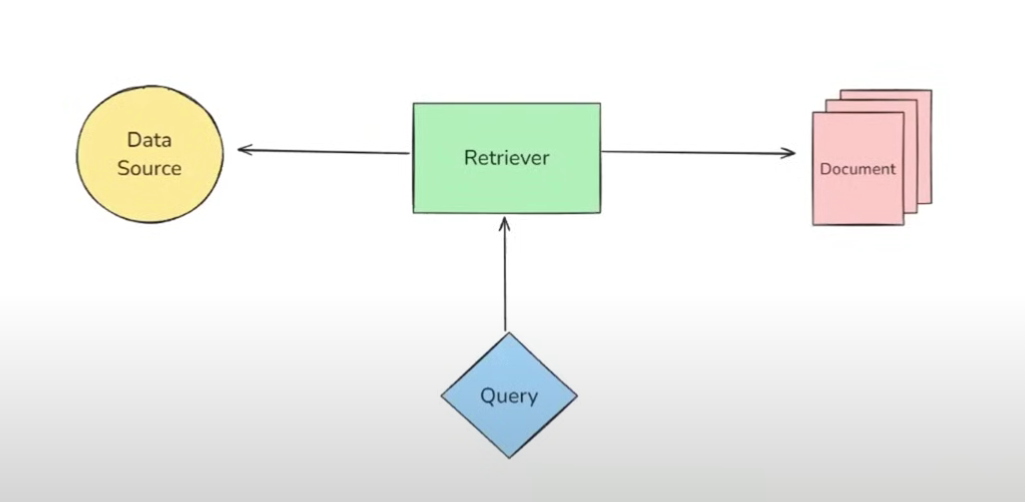 Data
Source
Retriever
Document
Query